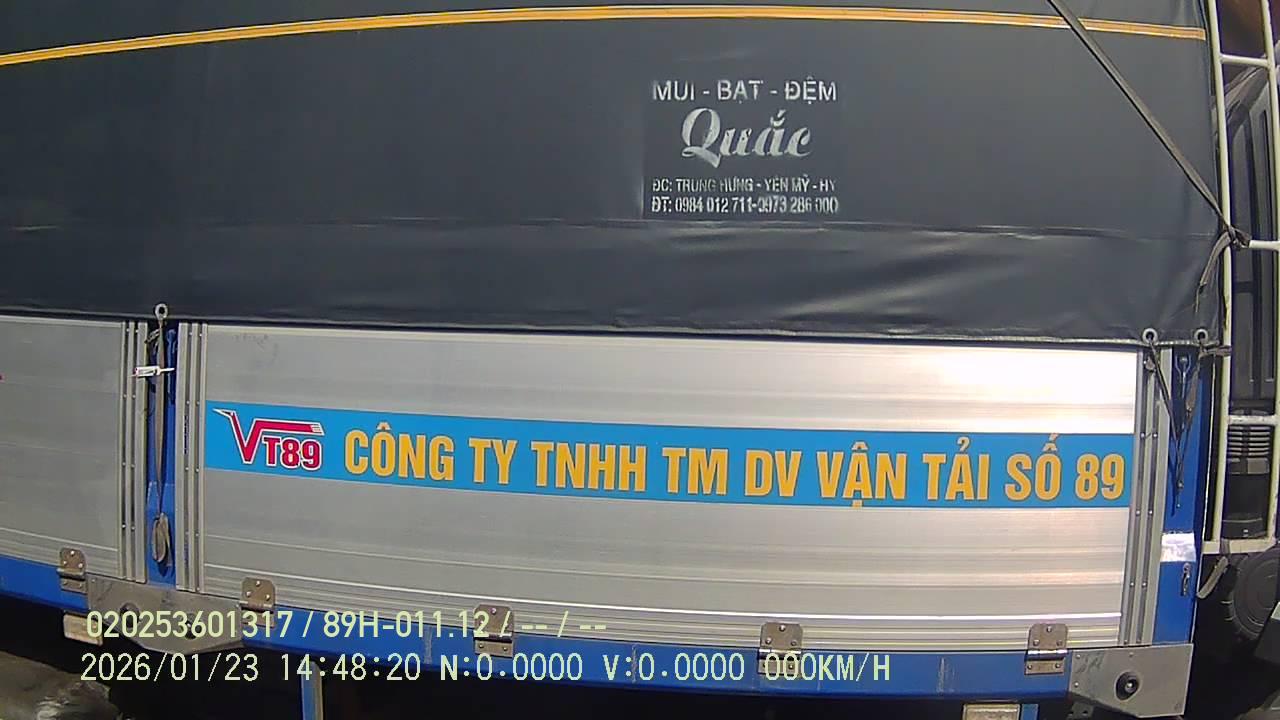 MUI - BẠT - ĐỆM
Quắc
ĐC: TRUNG HƯNG - YÊN MỸ - HY
ĐT: 0984 012 711-0973 286 000
VT89 CÔNG TY TNHH TM DV VẬN TẢI SỐ 89
020253601317 / 89H-011.12 / -- / --
2026/01/23 14:48:20 N:0.0000 V:0.0000 000KM/H